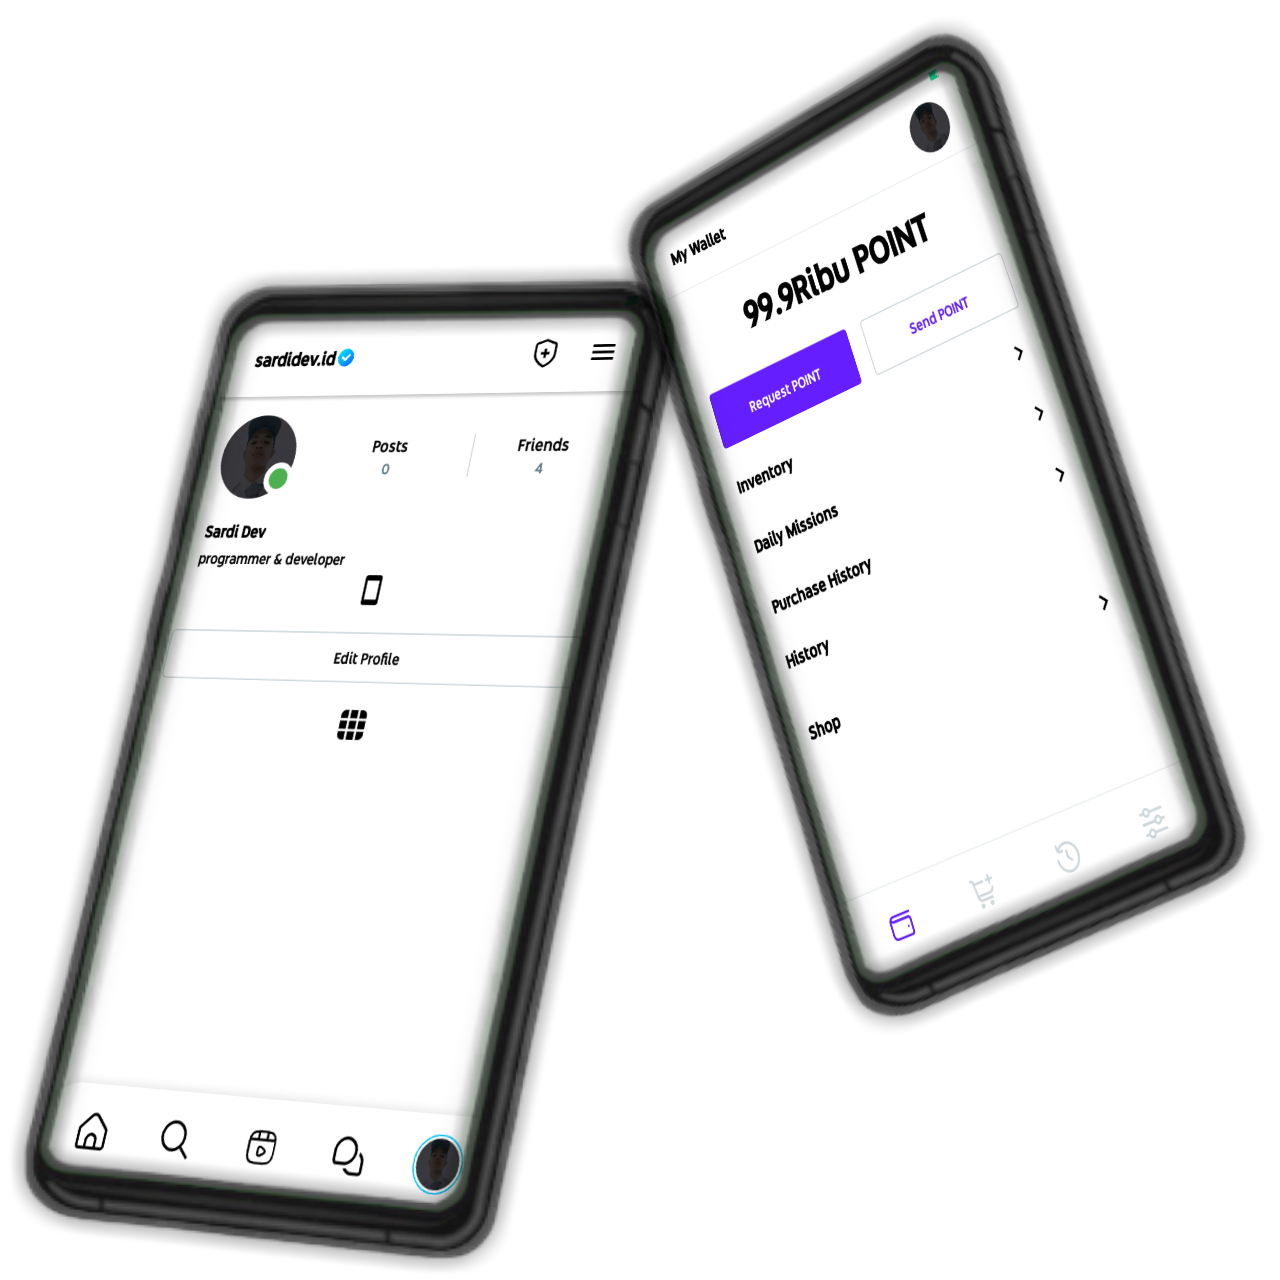 sardidev.id
Posts
0
Friends
4
Sardi Dev
programmer & developer
Edit Profile
My Wallet
99.9Ribu POINT
Request POINT
Send POINT
Inventory
Daily Missions
Purchase History
History
Shop